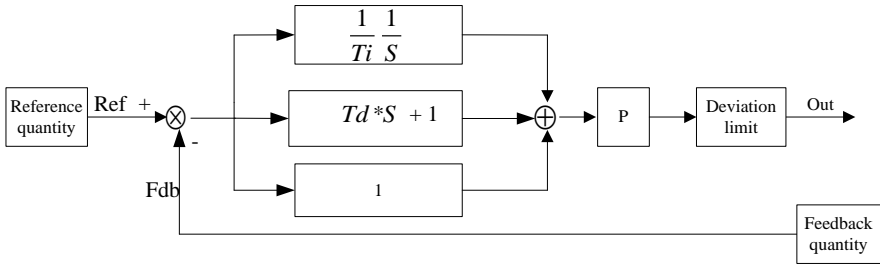 1 1
Ti S
Reference
quantity
Ref +
Td*S + 1
P
Deviation
limit
Out
-
1
Fdb
Feedback
quantity